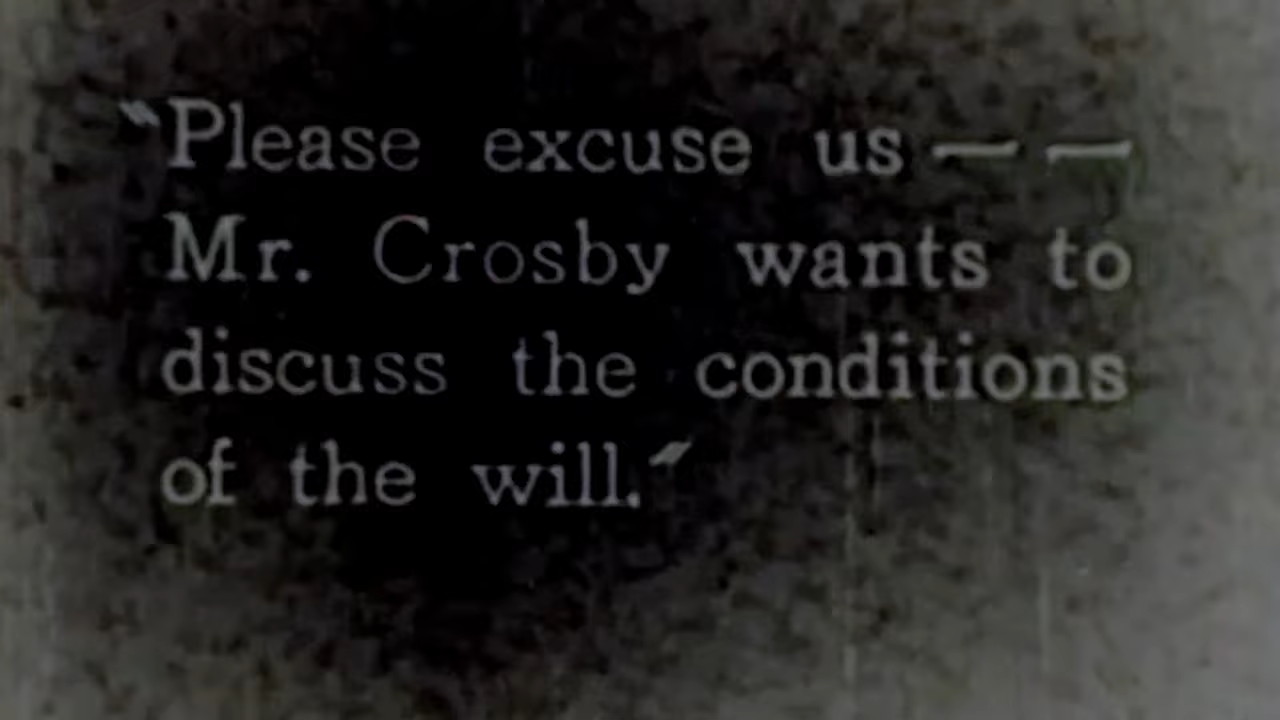 “Please excuse us — —
Mr. Crosby wants to
discuss the conditions
of the will.”